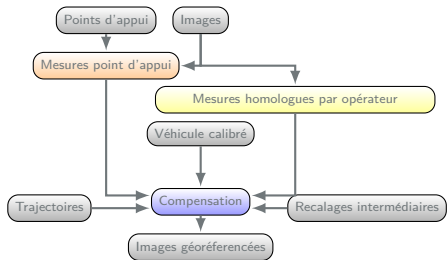 Points d'appui
Images
Mesures point d'appui
Mesures homologues par opérateur
Véhicule calibré
Trajectoires
Compensation
Recalages intermédiaires
Images géoréferencées